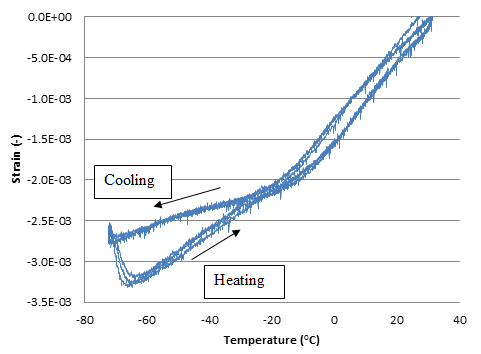 0.0E+00
-5.0E-04
-1.0E-03
-1.5E-03
-2.0E-03
-2.5E-03
-3.0E-03
-3.5E-03
Strain (-)
Cooling
Heating
-80 -60 -40 -20 0 20 40
Temperature (°C)